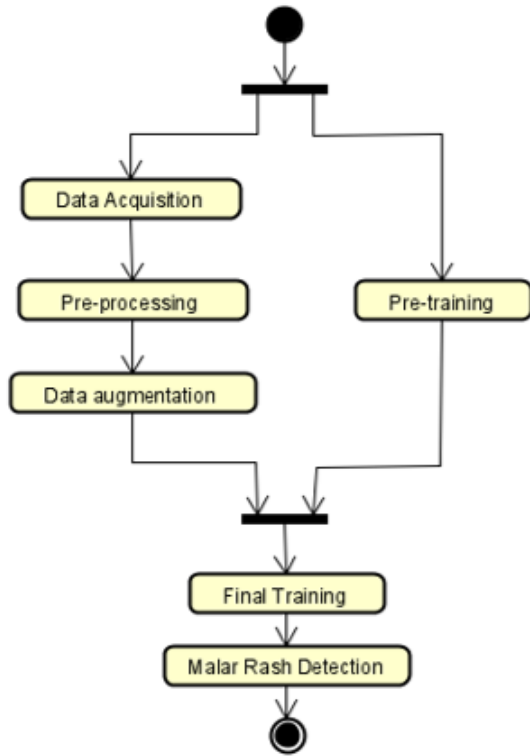 Data Acquisition
Pre-processing
Pre-training
Data augmentation
Final Training
Malar Rash Detection